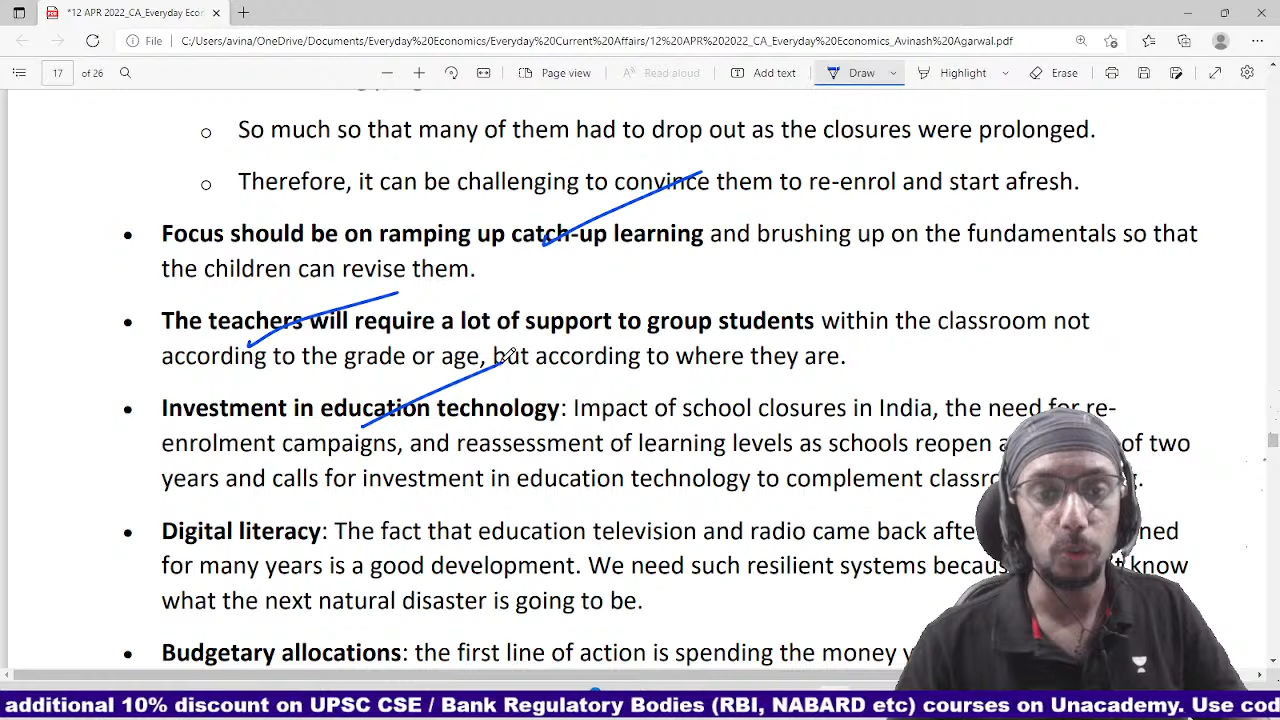 *12 APR 2022_CA_Everyday Econ
File C:/Users/avina/OneDrive/Documents/Everyday%20Economics/Everyday%20Current%20Affairs/12%20APR%202022_CA_Everyday%20Economics_Avinash%20Agarwal.pdf
17 of 26 Page view Read aloud Add text Draw Highlight Erase
So much so that many of them had to drop out as the closures were prolonged.
Therefore, it can be challenging to convince them to re-enrol and start afresh.
Focus should be on ramping up catch-up learning and brushing up on the fundamentals so that
the children can revise them.
The teachers will require a lot of support to group students within the classroom not
according to the grade or age, but according to where they are.
Investment in education technology: Impact of school closures in India, the need for re-
enrolment campaigns, and reassessment of learning levels as schools reopen a of two
years and calls for investment in education technology to complement classro
Digital literacy: The fact that education television and radio came back afte ned
for many years is a good development. We need such resilient systems becau know
what the next natural disaster is going to be.
Budgetary allocations: the first line of action is spending the money
additional 10% discount on UPSC CSE / Bank Regulatory Bodies (RBI, NABARD etc) courses on Unacademy. Use cod